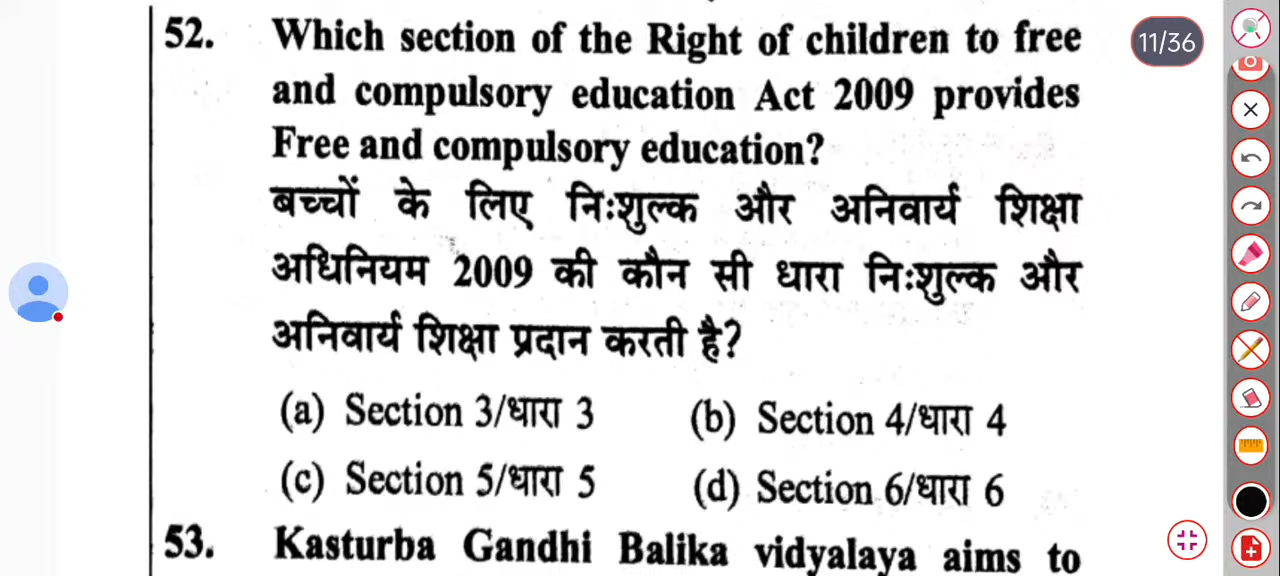 52. Which section of the Right of children to free
and compulsory education Act 2009 provides
Free and compulsory education?
बच्चों के लिए निःशुल्क और अनिवार्य शिक्षा
अधिनियम 2009 की कौन सी धारा निःशुल्क और
अनिवार्य शिक्षा प्रदान करती है?
(a) Section 3/धारा 3 (b) Section 4/धारा 4
(c) Section 5/धारा 5 (d) Section 6/धारा 6
53. Kasturba Gandhi Balika vidyalaya aims to
11/36